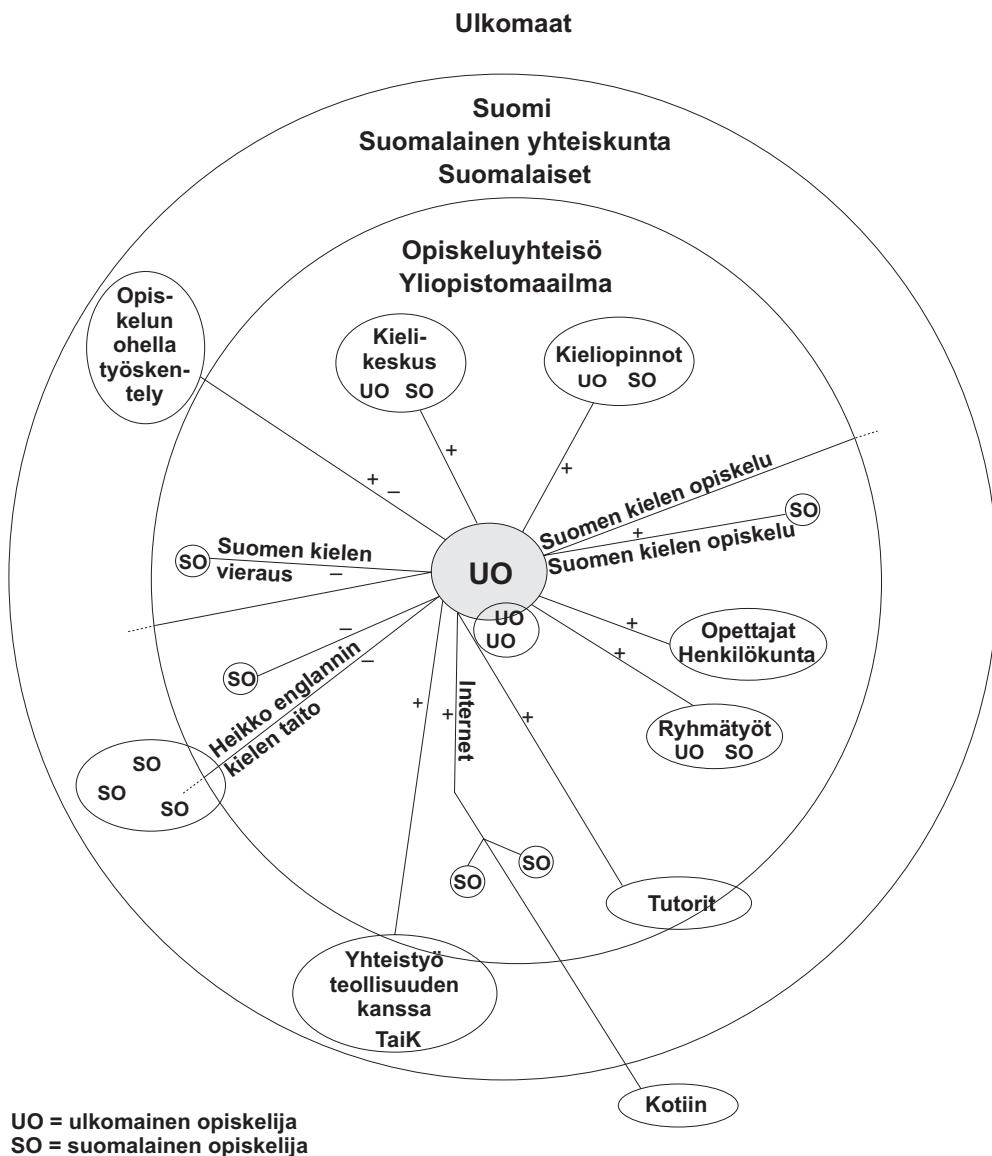 Ulkomaat
Suomi
Suomalainen yhteiskunta
Suomalaiset
Opiskeluyhteisö
Yliopistomaailma
Opis-
kelun
ohella
työsken-
tely
Kieli-
keskus
UO SO
Kieliopinnot
UO SO
+
+
+ –
Suomen kielen opiskelu
SO
+
Suomen kielen opiskelu
SO
Suomen kielen
vieraus
–
UO
UO
UO
+
Opettajat
Henkilökunta
+
Ryhmätyöt
UO SO
–
SO
–
Heikko englannin
kielen taito
SO
SO
SO
+
+
Internet
+
SO
SO
Tutorit
Yhteistyö
teollisuuden
kanssa
TaiK
Kotiin
UO = ulkomainen opiskelija
SO = suomalainen opiskelija